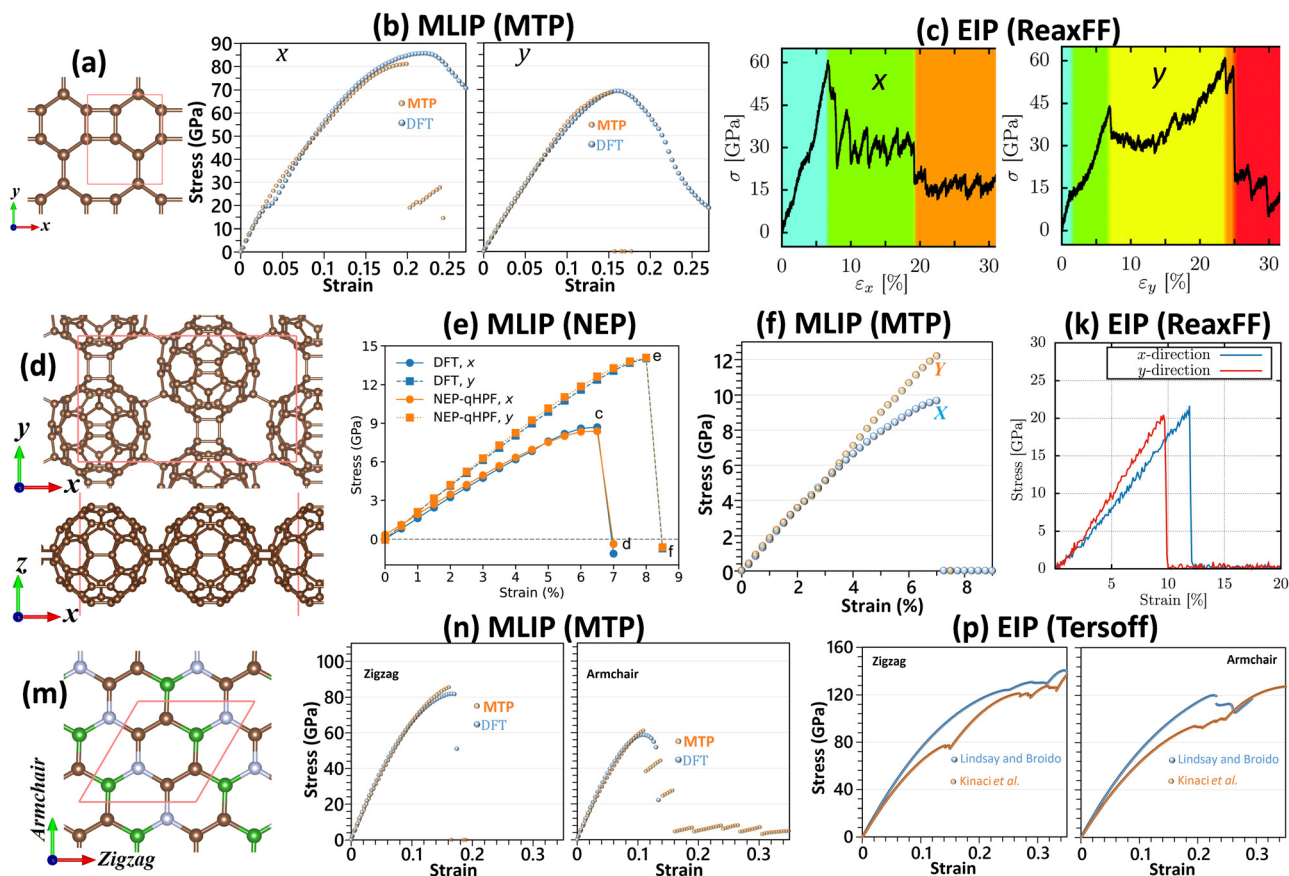 (a)
y
x
(b) MLIP (MTP)
x
y
MTP
DFT
MTP
DFT
Stress (GPa)
90
80
70
60
50
40
30
20
10
0
0 0.05 0.1 0.15 0.2 0.25
0 0.05 0.1 0.15 0.2 0.25
Strain
Strain
(c) EIP (ReaxFF)
x
y
σ [GPa]
60
45
30
15
0
0 10 20 30
εx [%]
σ [GPa]
60
45
30
15
0
0 10 20 30
εy [%]
(d)
y
x
z
x
(e) MLIP (NEP)
DFT, x
DFT, y
NEP-qHPF, x
NEP-qHPF, y
c
e
d
f
Stress (GPa)
15
12
9
6
3
0
0 1 2 3 4 5 6 7 8 9
Strain (%)
(f) MLIP (MTP)
Y
X
Stress (GPa)
14
12
10
8
6
4
2
0
0 2 4 6 8
Strain (%)
(k) EIP (ReaxFF)
x-direction
y-direction
Stress [GPa]
30
25
20
15
10
5
0
5 10 15 20
Strain [%]
(m)
Armchair
Zigzag
(n) MLIP (MTP)
Zigzag
Armchair
MTP
DFT
MTP
DFT
Stress (GPa)
100
80
60
40
20
0
0 0.1 0.2 0.3
0 0.1 0.2 0.3
Strain
Strain
(p) EIP (Tersoff)
Zigzag
Armchair
Lindsay and Broido
Kinaci et al.
Lindsay and Broido
Kinaci et al.
Stress (GPa)
160
120
80
40
0
0 0.1 0.2 0.3
0 0.1 0.2 0.3
Strain
Strain